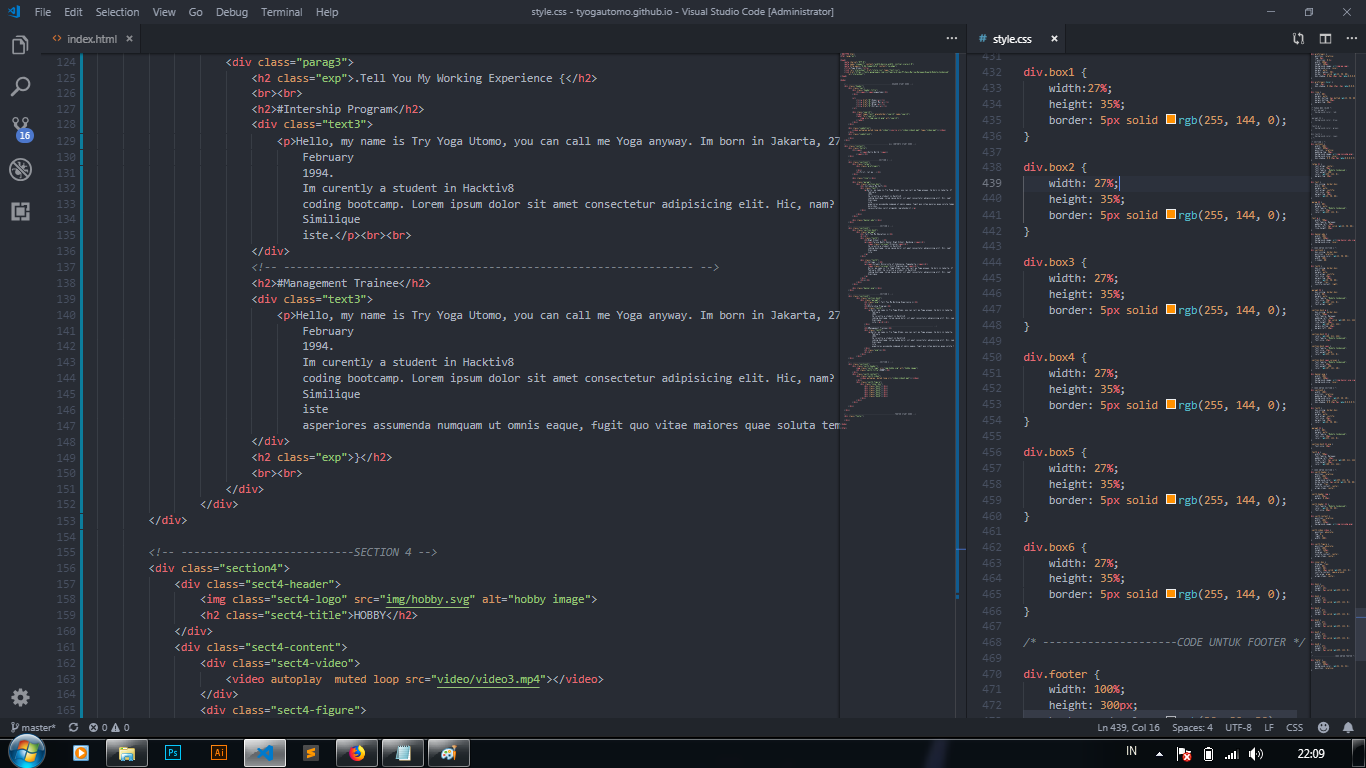 File Edit Selection View Go Debug Terminal Help
style.css - tyogautomo.github.io - Visual Studio Code [Administrator]
<> index.html ×
124 <div class="parag3">
125 <h2 class="exp">.Tell You My Working Experience {</h2>
126 <br><br>
127 <h2>#Intership Program</h2>
128 <div class="text3">
129 <p>Hello, my name is Try Yoga Utomo, you can call me Yoga anyway. Im born in Jakarta, 27
130 February
131 1994.
132 Im curently a student in Hacktiv8
133 coding bootcamp. Lorem ipsum dolor sit amet consectetur adipisicing elit. Hic, nam?
134 Similique
135 iste.</p><br><br>
136 </div>
137 <!-- ---------------------------------------------------------------- -->
138 <h2>#Management Trainee</h2>
139 <div class="text3">
140 <p>Hello, my name is Try Yoga Utomo, you can call me Yoga anyway. Im born in Jakarta, 27
141 February
142 1994.
143 Im curently a student in Hacktiv8
144 coding bootcamp. Lorem ipsum dolor sit amet consectetur adipisicing elit. Hic, nam?
145 Similique
146 iste
147 asperiores assumenda numquam ut omnis eaque, fugit quo vitae maiores quae soluta tem
148 </div>
149 <h2 class="exp">}</h2>
150 <br><br>
151 </div>
152 </div>
153 </div>
154
155 <!-- ---------------------------SECTION 4 -->
156 <div class="section4">
157 <div class="sect4-header">
158 <img class="sect4-logo" src="img/hobby.svg" alt="hobby image">
159 <h2 class="sect4-title">HOBBY</h2>
160 </div>
161 <div class="sect4-content">
162 <div class="sect4-video">
163 <video autoplay  muted loop src="video/video3.mp4"></video>
164 </div>
165 <div class="sect4-figure">
# style.css ×
431
432 div.box1 {
433 width:27%;
434 height: 35%;
435 border: 5px solid rgb(255, 144, 0);
436 }
437
438 div.box2 {
439 width: 27%;
440 height: 35%;
441 border: 5px solid rgb(255, 144, 0);
442 }
443
444 div.box3 {
445 width: 27%;
446 height: 35%;
447 border: 5px solid rgb(255, 144, 0);
448 }
449
450 div.box4 {
451 width: 27%;
452 height: 35%;
453 border: 5px solid rgb(255, 144, 0);
454 }
455
456 div.box5 {
457 width: 27%;
458 height: 35%;
459 border: 5px solid rgb(255, 144, 0);
460 }
461
462 div.box6 {
463 width: 27%;
464 height: 35%;
465 border: 5px solid rgb(255, 144, 0);
466 }
467
468 /* ---------------------CODE UNTUK FOOTER */
469
470 div.footer {
471 width: 100%;
472 height: 300px;
16
master* 0 0
Ln 439, Col 16 Spaces: 4 UTF-8 LF CSS
Ps Ai
IN 22:09